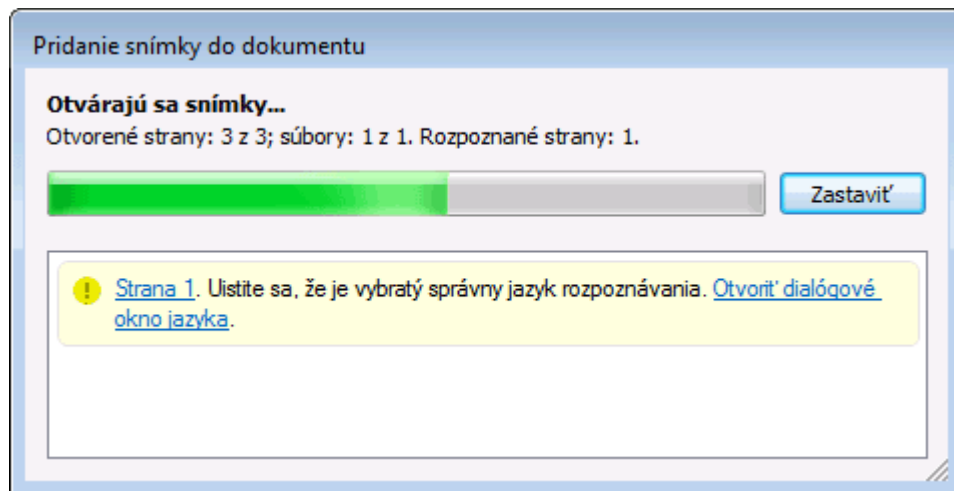 Pridanie snímky do dokumentu
Otvárajú sa snímky...
Otvorené strany: 3 z 3; súbory: 1 z 1. Rozpoznané strany: 1.
Zastaviť
Strana 1. Uistite sa, že je vybratý správny jazyk rozpoznávania. Otvoriť dialógové
okno jazyka.